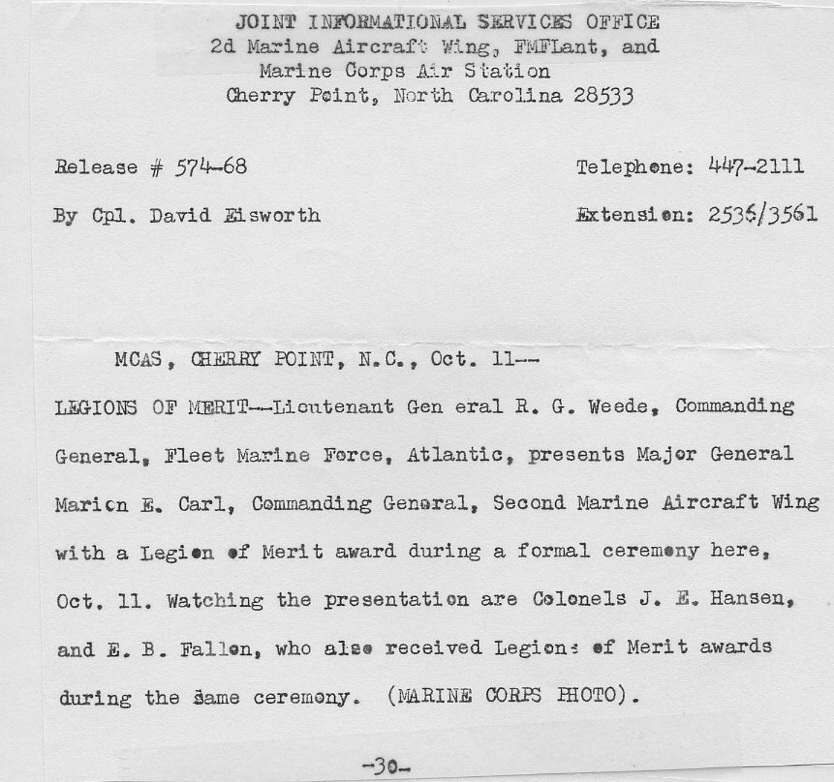 JOINT INFORMATIONAL SERVICES OFFICE
2d Marine Aircraft Wing, FMFLant, and
Marine Corps Air Station
Cherry Point, North Carolina 28533
Release # 574-68
Telephone: 447-2111
By Cpl. David Eisworth
Extension: 2536/3561
MCAS, CHERRY POINT, N.C., Oct. 11--
LEGIONS OF MERIT--Lieutenant Gen eral R. G. Weede, Commanding
General, Fleet Marine Force, Atlantic, presents Major General
Marion E. Carl, Commanding General, Second Marine Aircraft Wing
with a Legion of Merit award during a formal ceremony here,
Oct. 11. Watching the presentation are Colonels J. E. Hansen,
and E. B. Fallon, who also received Legions of Merit awards
during the same ceremony. (MARINE CORPS PHOTO).
-30-